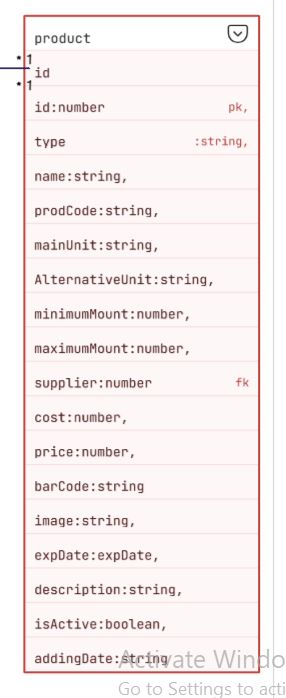 product
* 1
id
* 1
id:number pk,
type :string,
name:string,
prodCode:string,
mainUnit:string,
AlternativeUnit:string,
minimumMount:number,
maximumMount:number,
supplier:number fk
cost:number,
price:number,
barCode:string
image:string,
expDate:expDate,
description:string,
isActive:boolean,
addingDate:string
Activate Windo
Go to Settings to acti